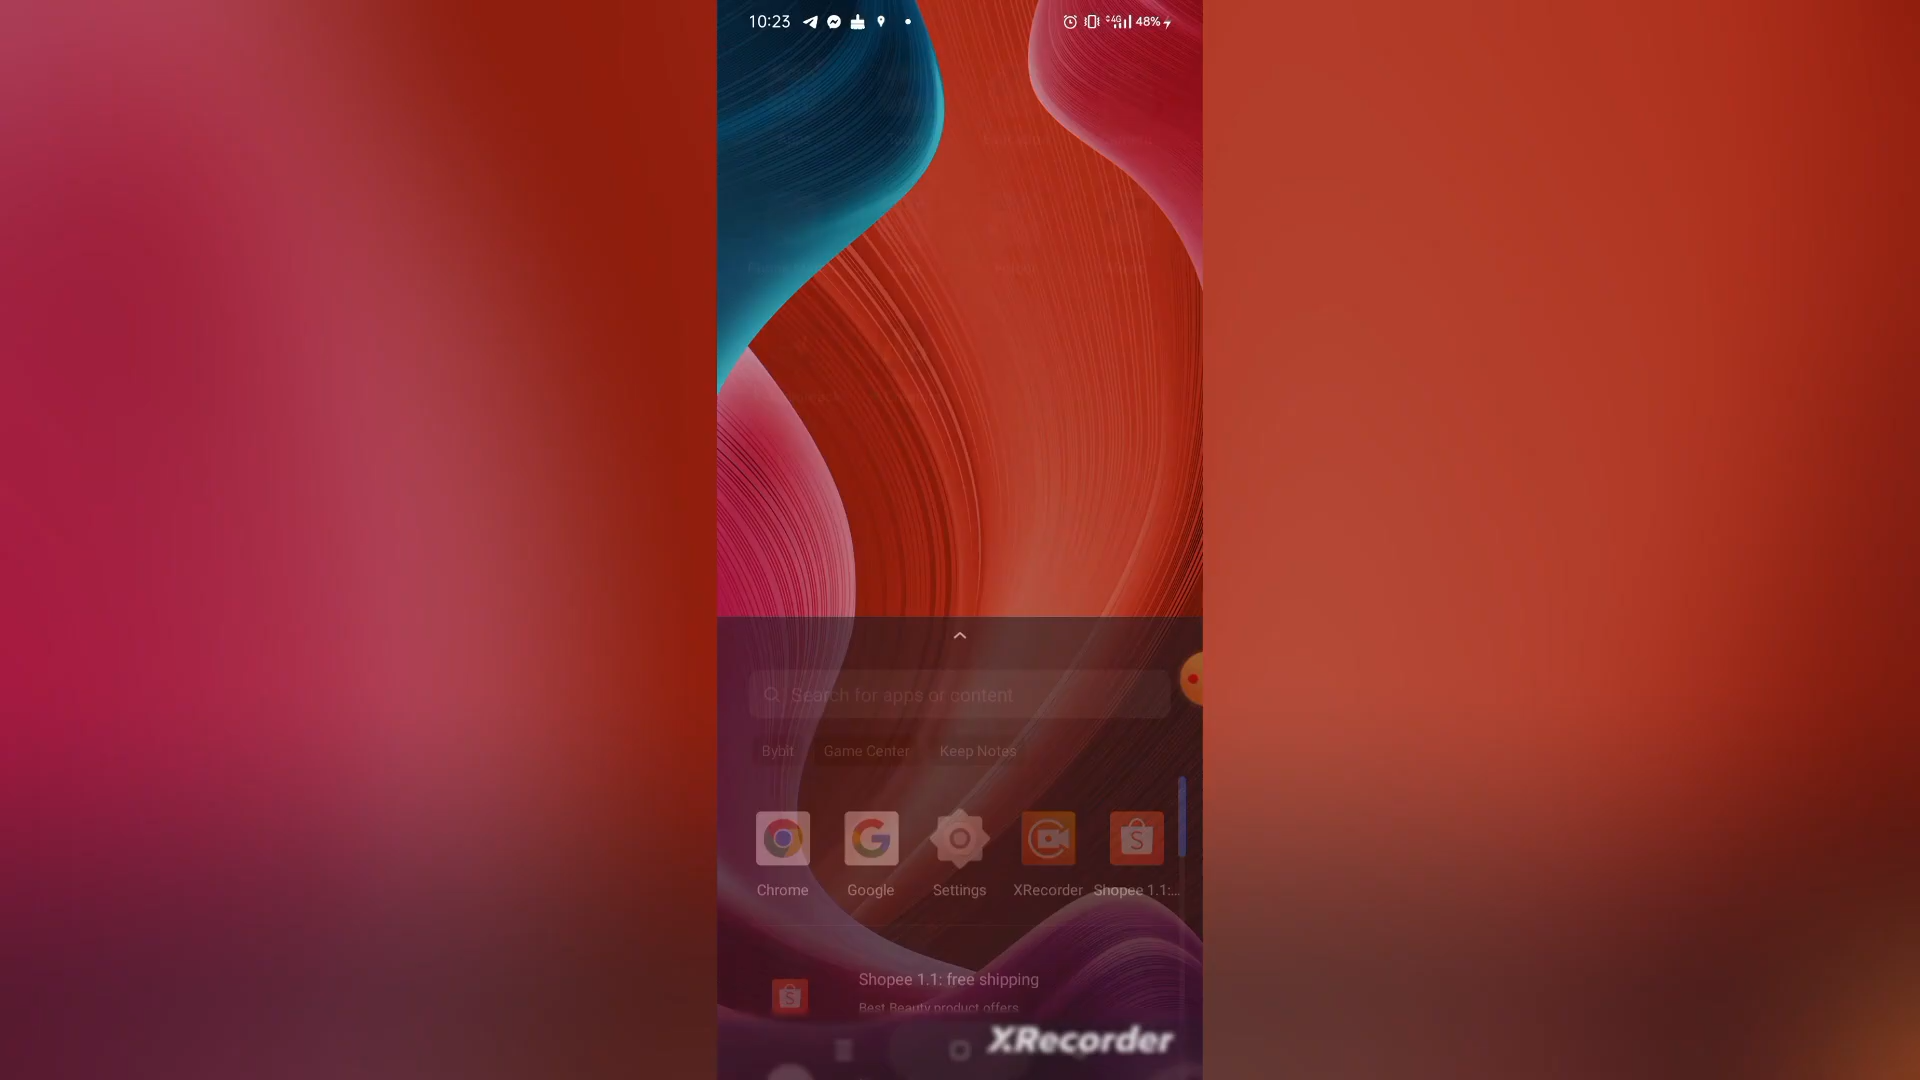 10:23 4G 48%
Search for apps or content
Bybit Game Center Keep Notes
Chrome Google Settings XRecorder Shopee 1.1:...
Shopee 1.1: free shipping
Best Beauty product offers
XRecorder